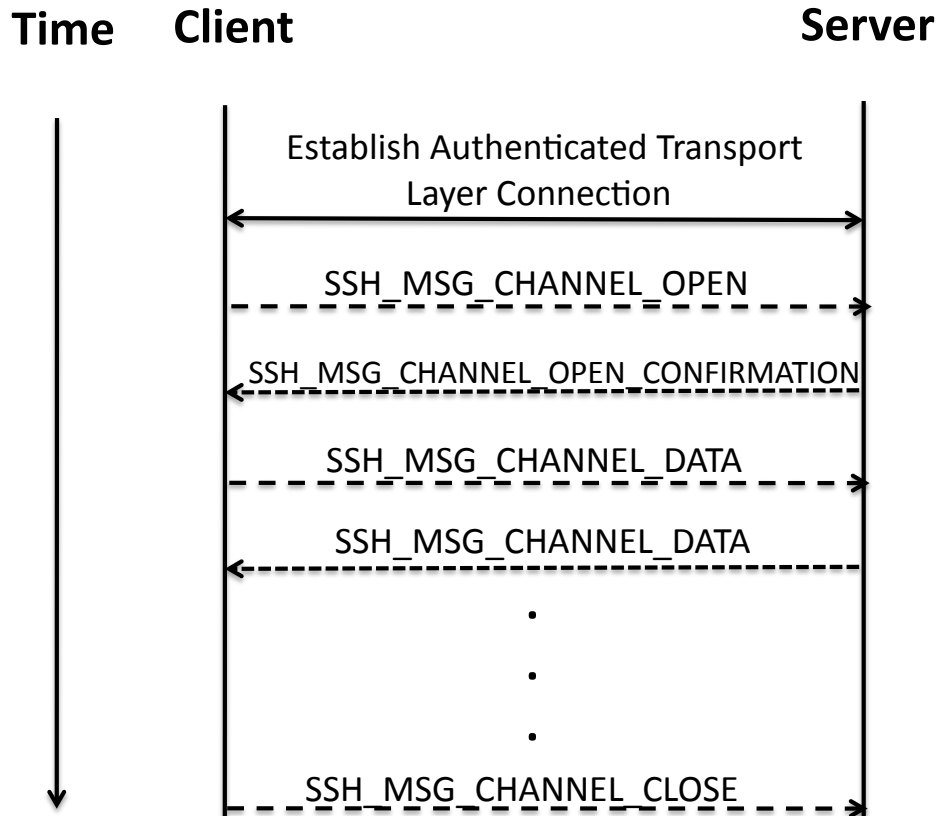 Time
Client
Server
Establish Authenticated Transport
Layer Connection
SSH_MSG_CHANNEL_OPEN
SSH_MSG_CHANNEL_OPEN_CONFIRMATION
SSH_MSG_CHANNEL_DATA
SSH_MSG_CHANNEL_DATA
.
.
.
SSH_MSG_CHANNEL_CLOSE